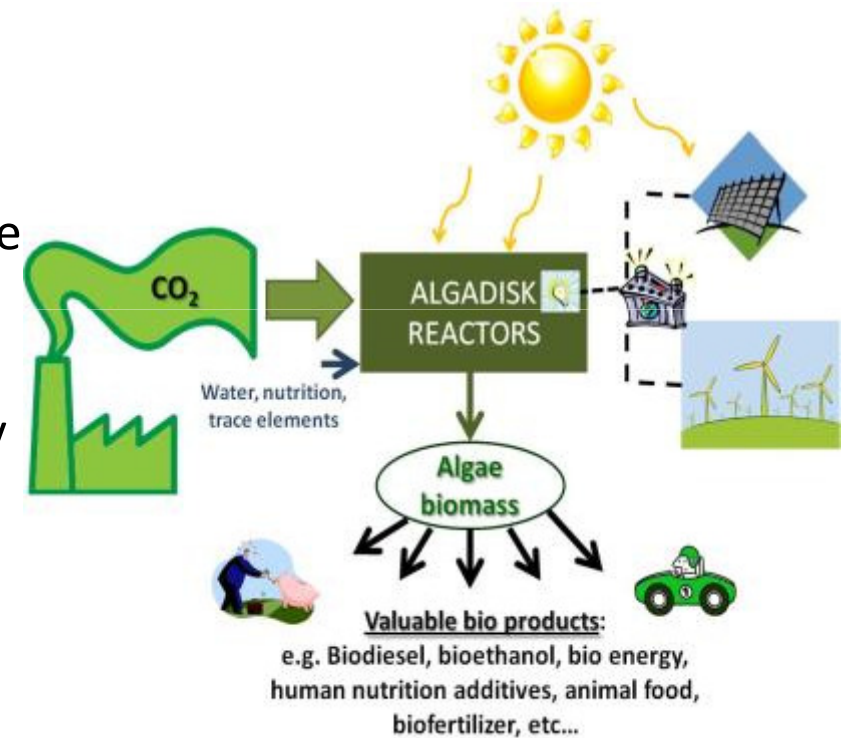 e
CO₂
ALGADISK
REACTORS
Water, nutrition,
trace elements
y
Algae
biomass
Valuable bio products:
e.g. Biodiesel, bioethanol, bio energy,
human nutrition additives, animal food,
biofertilizer, etc...